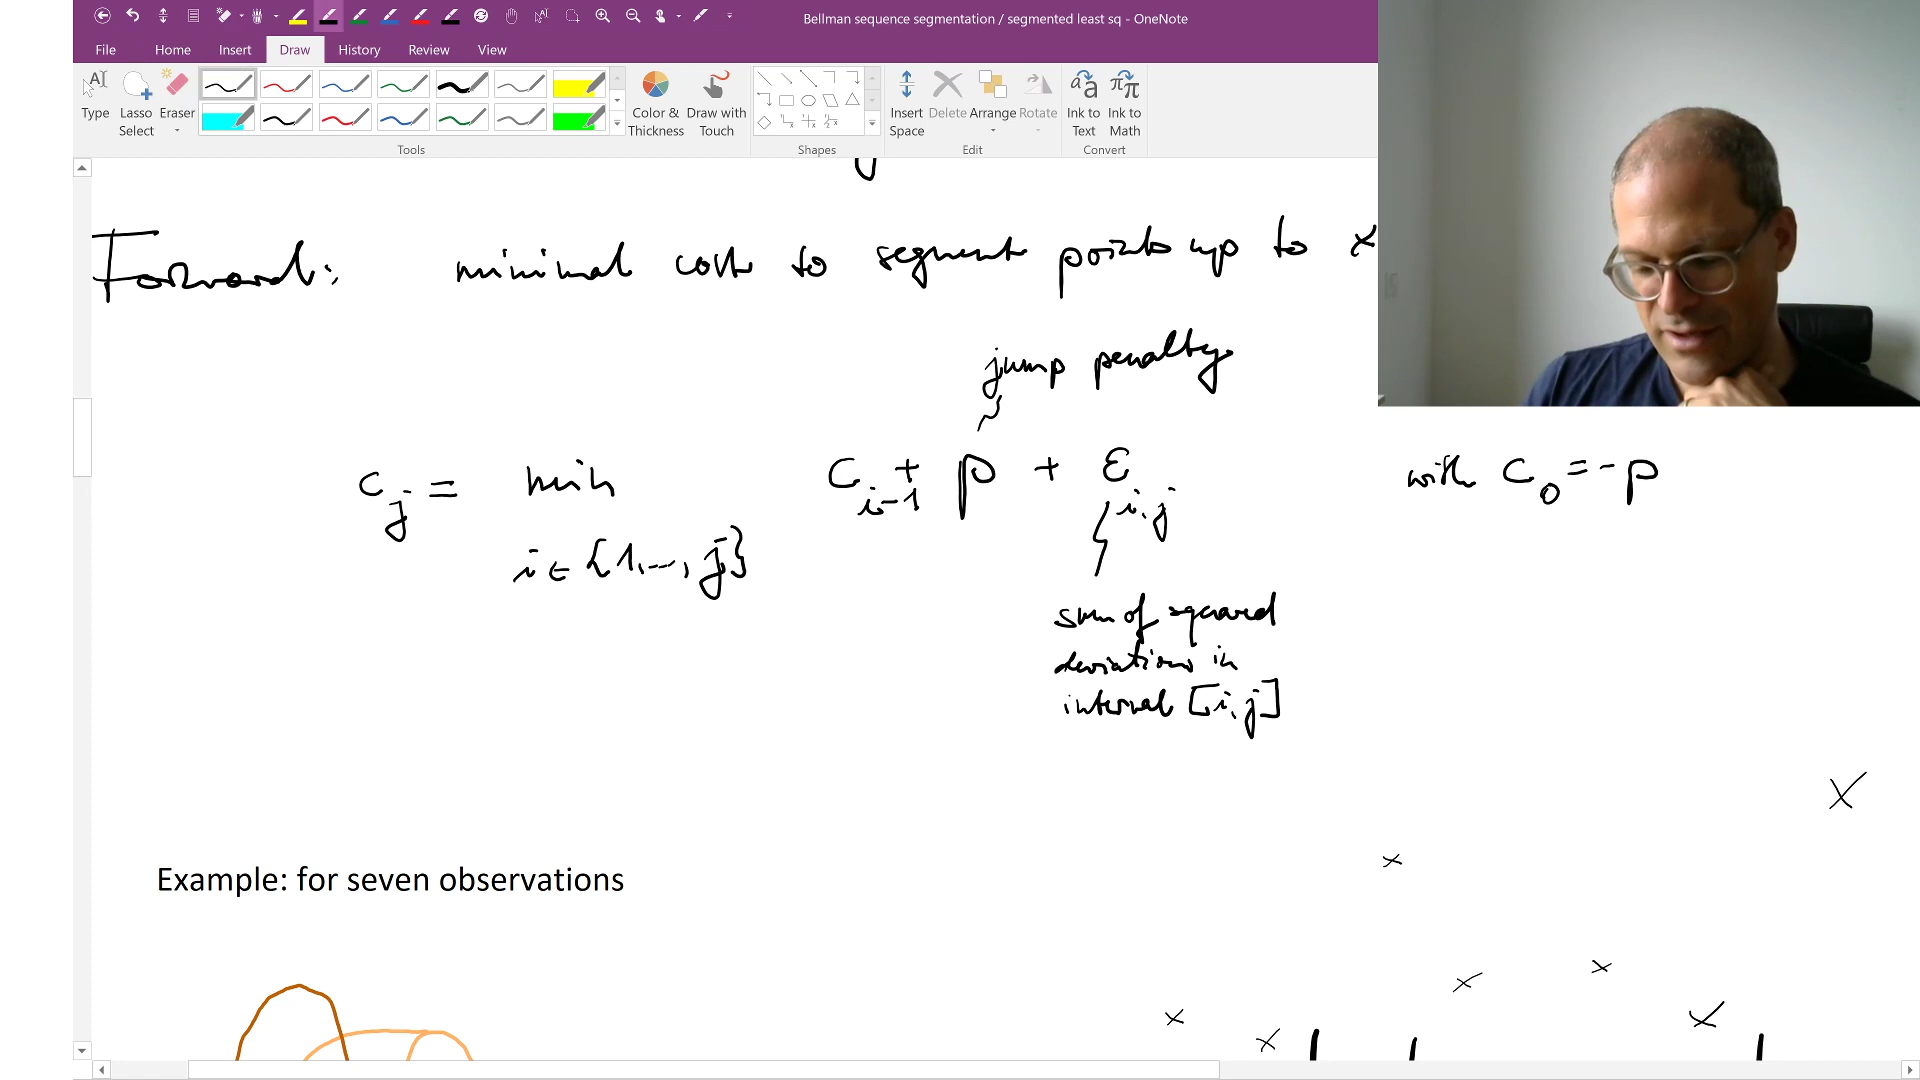 Bellman sequence segmentation / segmented least sq - OneNote
File Home Insert Draw History Review View
Type
Lasso Select
Eraser
Color & Thickness
Draw with Touch
Insert Space
Delete
Arrange
Rotate
Ink to Text
Ink to Math
Tools
Shapes
Edit
Convert
Forward: minimal cost to segment points up to x
jump penalty
c_j = min C_{i-1} + p + ε_{i,j} with C_0 = -p
i ∈ {1,..., j}
sum of squared
deviations in
interval [i,j]
Example: for seven observations